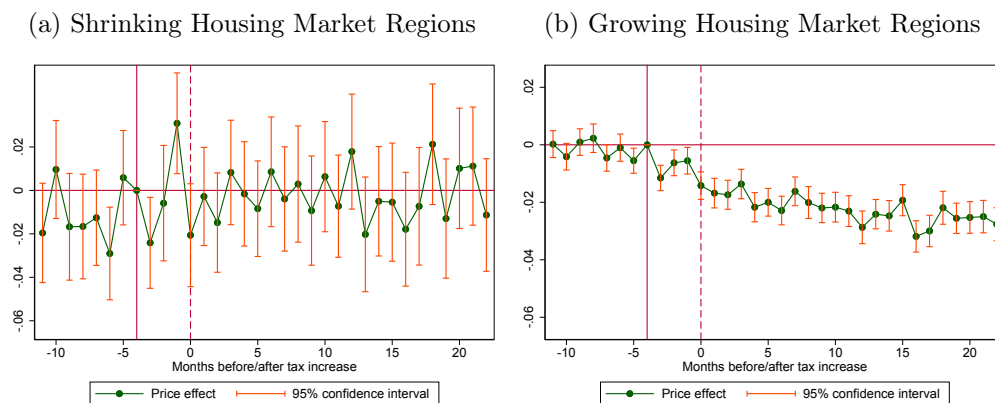 (a) Shrinking Housing Market Regions
(b) Growing Housing Market Regions
.02
0
-.02
-.04
-.06
-10 -5 0 5 10 15 20
Months before/after tax increase
Price effect 95% confidence interval
.02
0
-.02
-.04
-.06
-10 -5 0 5 10 15 20
Months before/after tax increase
Price effect 95% confidence interval